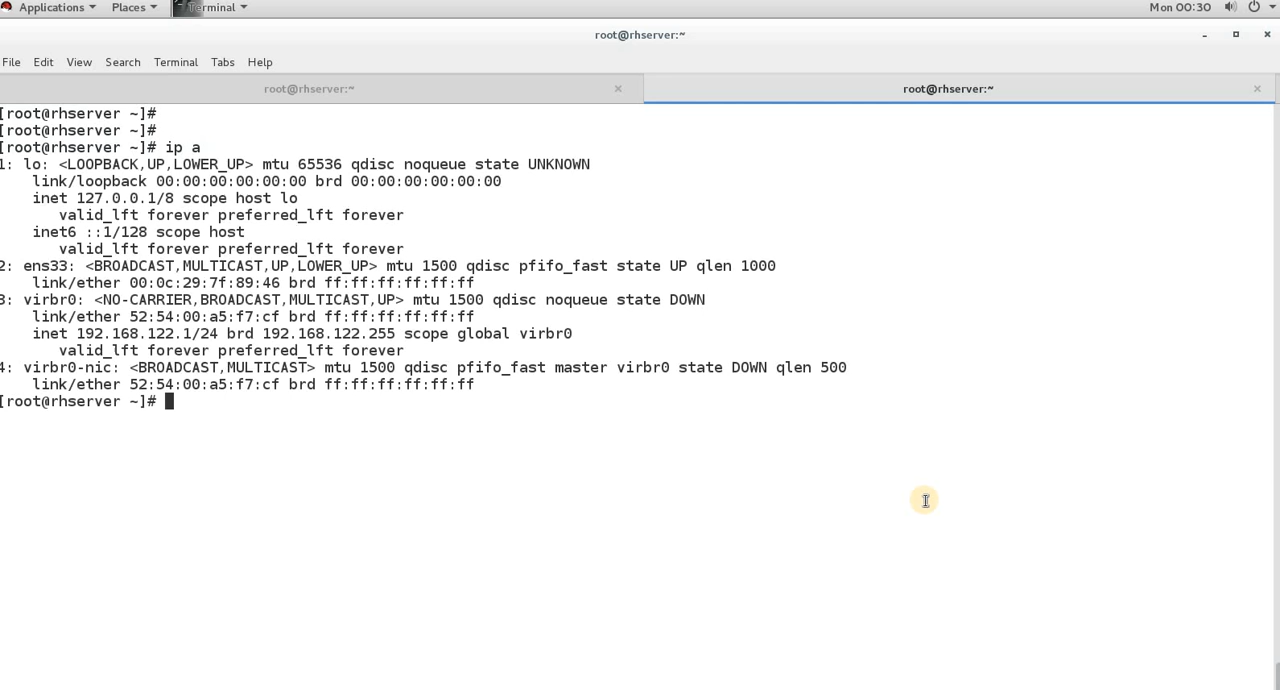 Applications Places Terminal Mon 00:30
root@rhserver:~
File Edit View Search Terminal Tabs Help
root@rhserver:~ root@rhserver:~
[root@rhserver ~]#
[root@rhserver ~]#
[root@rhserver ~]# ip a
1: lo: <LOOPBACK,UP,LOWER_UP> mtu 65536 qdisc noqueue state UNKNOWN
link/loopback 00:00:00:00:00:00 brd 00:00:00:00:00:00
inet 127.0.0.1/8 scope host lo
valid_lft forever preferred_lft forever
inet6 ::1/128 scope host
valid_lft forever preferred_lft forever
2: ens33: <BROADCAST,MULTICAST,UP,LOWER_UP> mtu 1500 qdisc pfifo_fast state UP qlen 1000
link/ether 00:0c:29:7f:89:46 brd ff:ff:ff:ff:ff:ff
3: virbr0: <NO-CARRIER,BROADCAST,MULTICAST,UP> mtu 1500 qdisc noqueue state DOWN
link/ether 52:54:00:a5:f7:cf brd ff:ff:ff:ff:ff:ff
inet 192.168.122.1/24 brd 192.168.122.255 scope global virbr0
valid_lft forever preferred_lft forever
4: virbr0-nic: <BROADCAST,MULTICAST> mtu 1500 qdisc pfifo_fast master virbr0 state DOWN qlen 500
link/ether 52:54:00:a5:f7:cf brd ff:ff:ff:ff:ff:ff
[root@rhserver ~]#